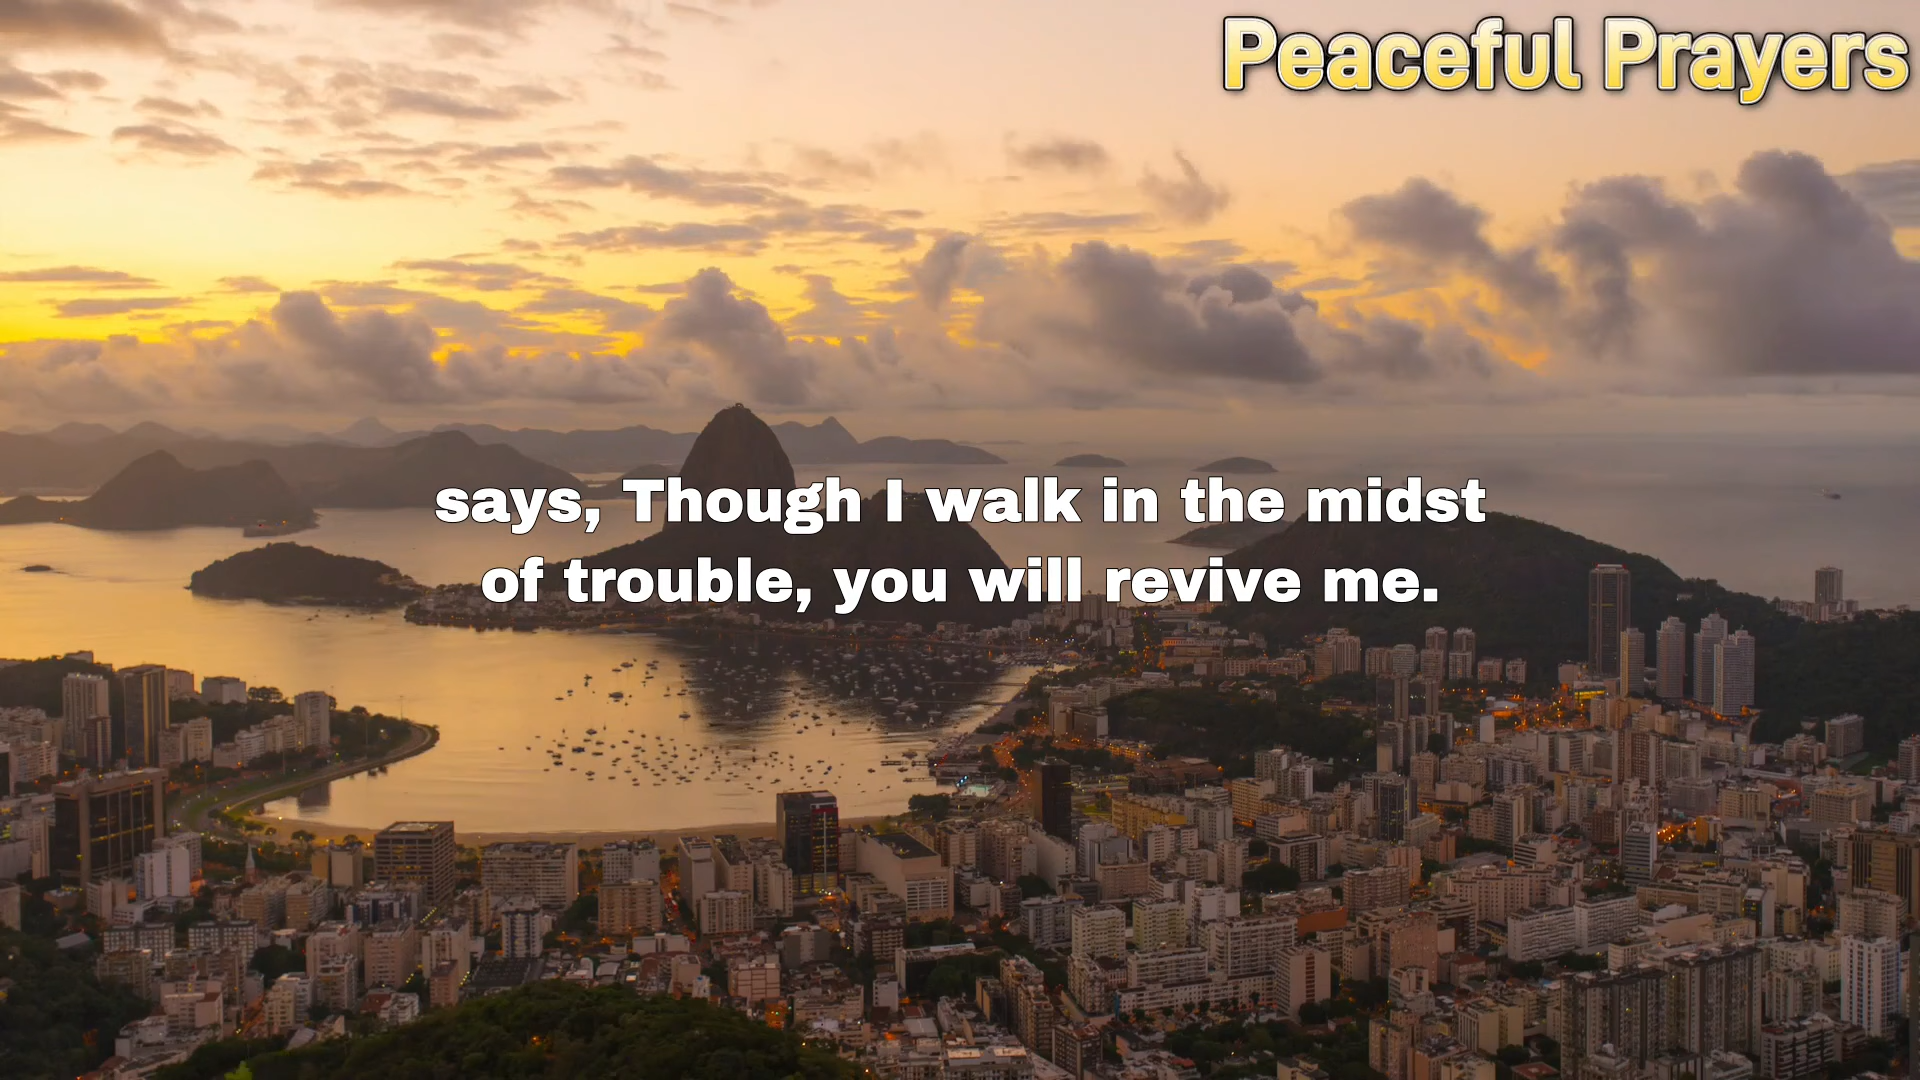 Peaceful Prayers
says, Though I walk in the midst
of trouble, you will revive me.